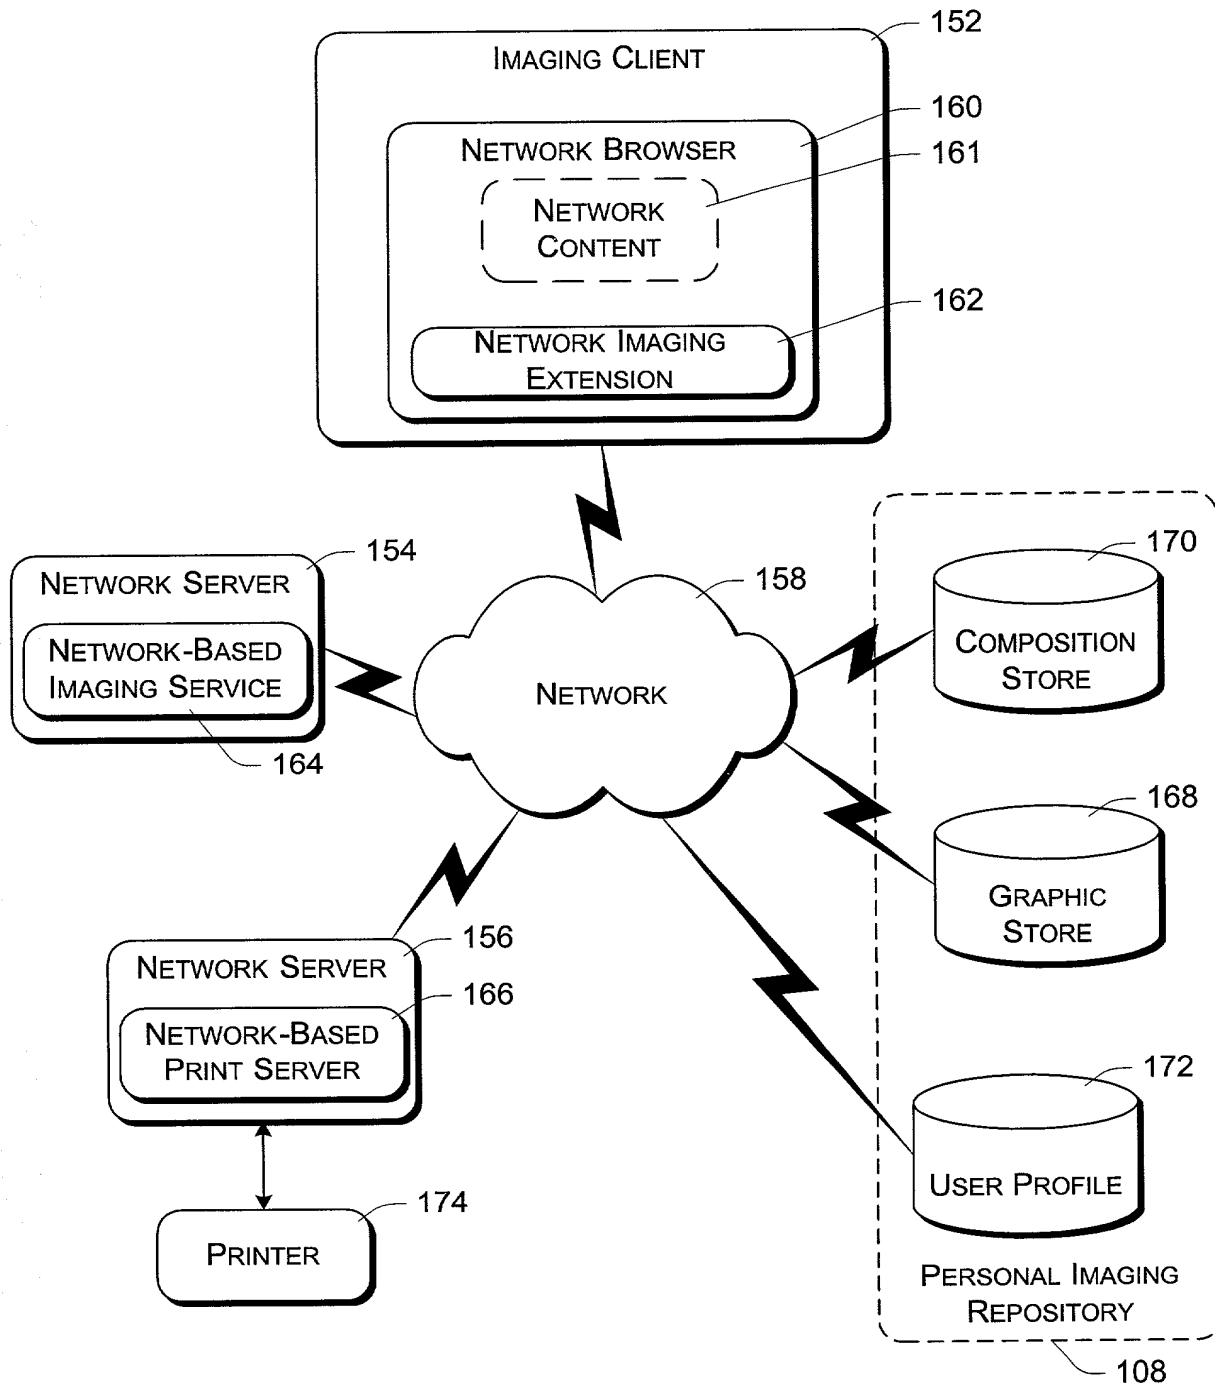 152
IMAGING CLIENT
160
NETWORK BROWSER
161
NETWORK
CONTENT
162
NETWORK IMAGING
EXTENSION
154
NETWORK SERVER
NETWORK-BASED
IMAGING SERVICE
164
158
NETWORK
170
COMPOSITION
STORE
168
GRAPHIC
STORE
156
NETWORK SERVER
166
NETWORK-BASED
PRINT SERVER
172
USER PROFILE
174
PRINTER
PERSONAL IMAGING
REPOSITORY
108